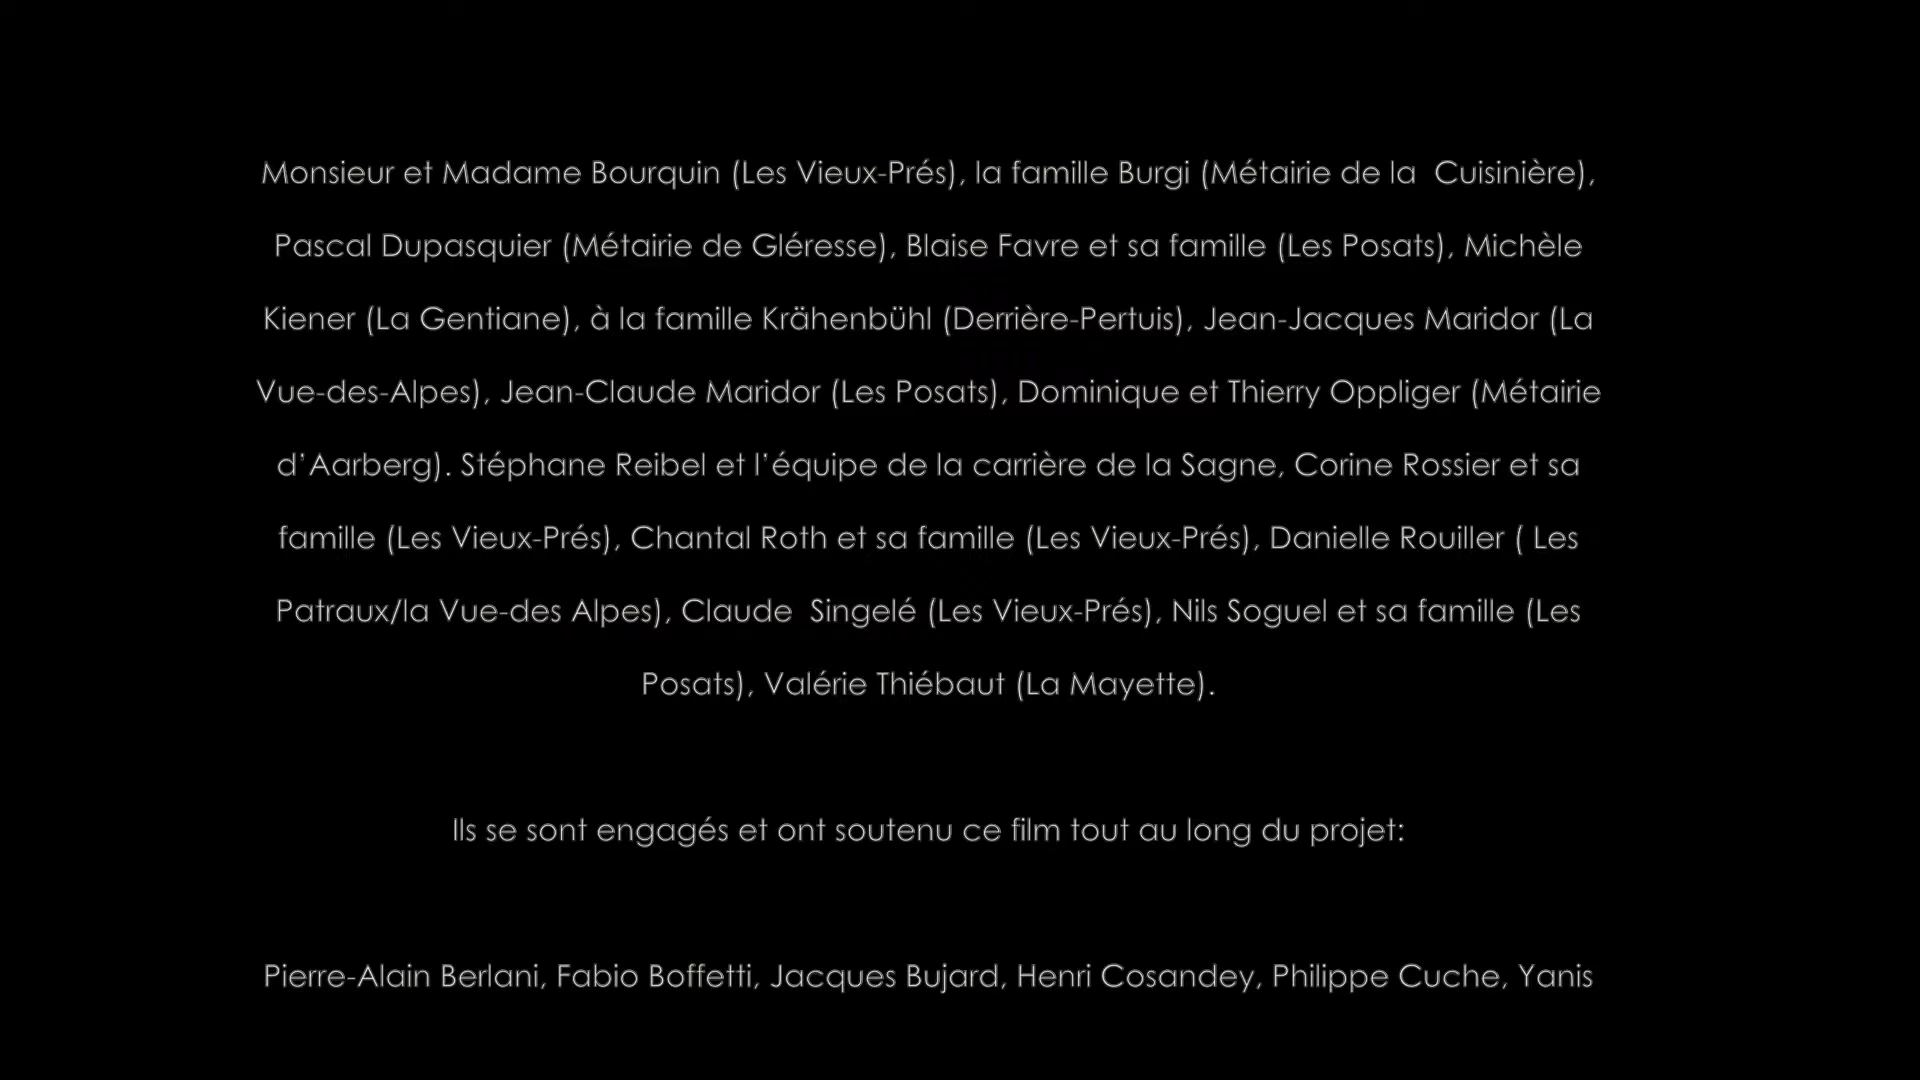 Monsieur et Madame Bourquin (Les Vieux-Prés), la famille Burgi (Métairie de la  Cuisinière),
Pascal Dupasquier (Métairie de Gléresse), Blaise Favre et sa famille (Les Posats), Michèle
Kiener (La Gentiane), à la famille Krähenbühl (Derrière-Pertuis), Jean-Jacques Maridor (La
Vue-des-Alpes), Jean-Claude Maridor (Les Posats), Dominique et Thierry Oppliger (Métairie
d’Aarberg). Stéphane Reibel et l’équipe de la carrière de la Sagne, Corine Rossier et sa
famille (Les Vieux-Prés), Chantal Roth et sa famille (Les Vieux-Prés), Danielle Rouiller ( Les
Patraux/la Vue-des Alpes), Claude  Singelé (Les Vieux-Prés), Nils Soguel et sa famille (Les
Posats), Valérie Thiébaut (La Mayette).
Ils se sont engagés et ont soutenu ce film tout au long du projet:
Pierre-Alain Berlani, Fabio Boffetti, Jacques Bujard, Henri Cosandey, Philippe Cuche, Yanis